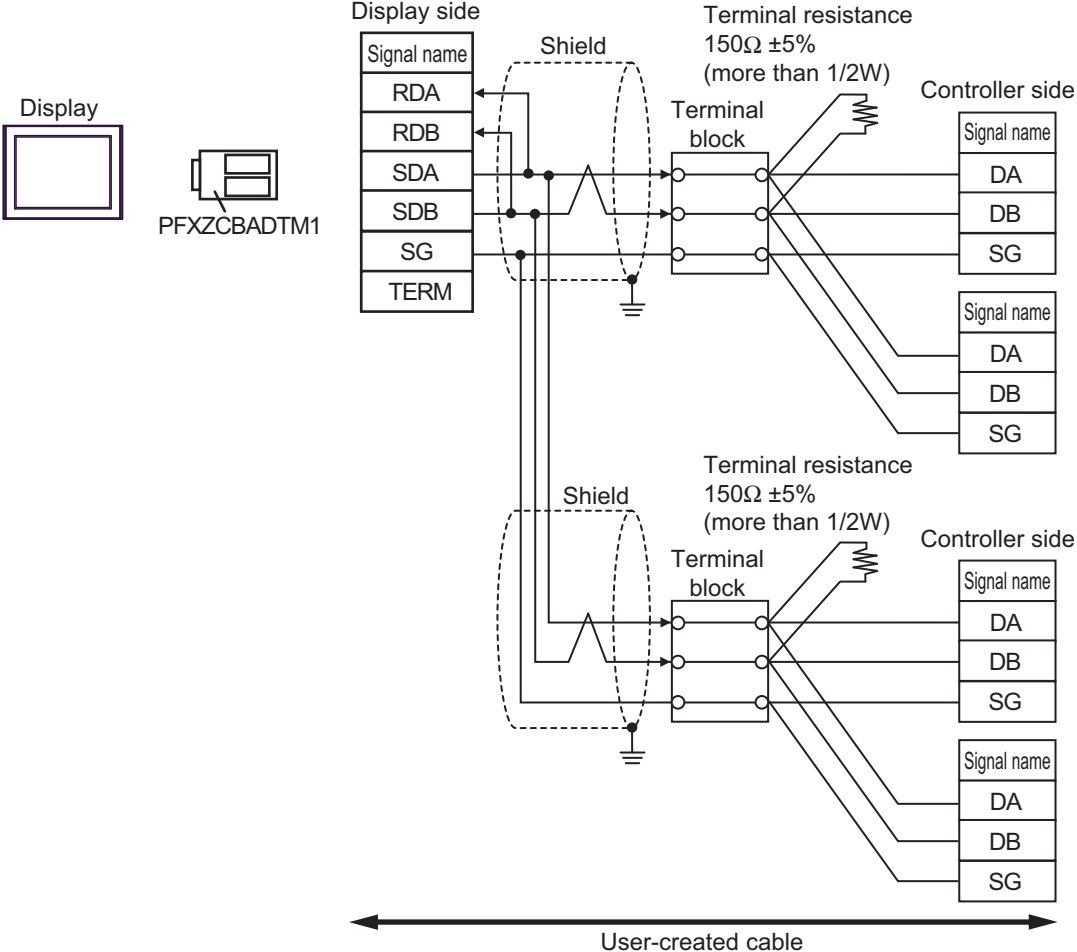 Display side
Terminal resistance
150Ω ±5%
(more than 1/2W)
Shield
Controller side
Display
PFXZCBADTM1
Signal name
RDA
RDB
SDA
SDB
SG
TERM
Terminal
block
Signal name
DA
DB
SG
Signal name
DA
DB
SG
Terminal resistance
150Ω ±5%
(more than 1/2W)
Shield
Controller side
Terminal
block
Signal name
DA
DB
SG
Signal name
DA
DB
SG
User-created cable